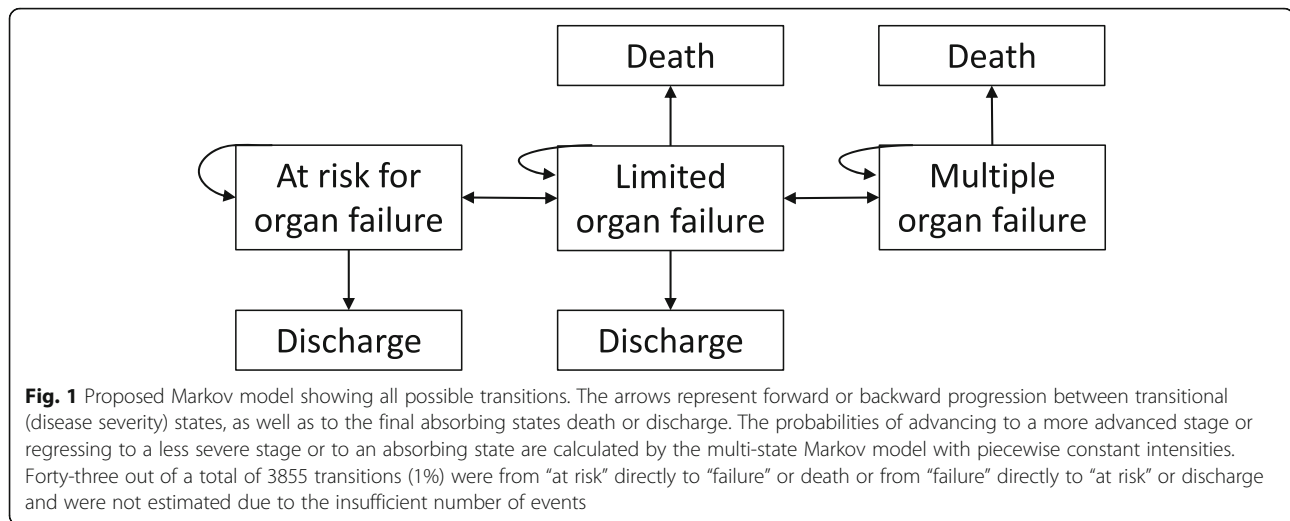 Death
Death
At risk for
organ failure
Limited
organ failure
Multiple
organ failure
Discharge
Discharge
Fig. 1 Proposed Markov model showing all possible transitions. The arrows represent forward or backward progression between transitional
(disease severity) states, as well as to the final absorbing states death or discharge. The probabilities of advancing to a more advanced stage or
regressing to a less severe stage or to an absorbing state are calculated by the multi-state Markov model with piecewise constant intensities.
Forty-three out of a total of 3855 transitions (1%) were from “at risk” directly to “failure” or death or from “failure” directly to “at risk” or discharge
and were not estimated due to the insufficient number of events